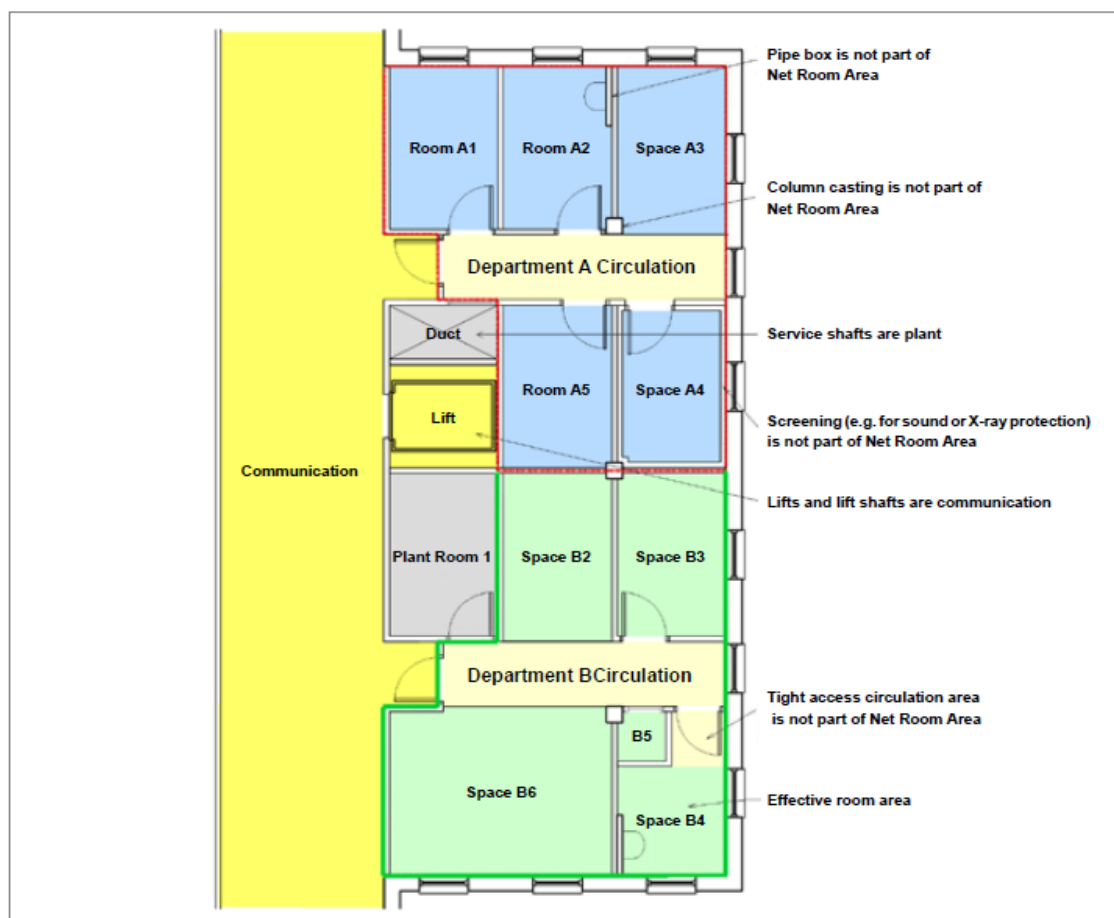 Pipe box is not part of
Net Room Area
Room A1
Room A2
Space A3
Column casting is not part of
Net Room Area
Department A Circulation
Duct
Service shafts are plant
Room A5
Space A4
Lift
Screening (e.g. for sound or X-ray protection)
is not part of Net Room Area
Communication
Lifts and lift shafts are communication
Plant Room 1
Space B2
Space B3
Department BCirculation
Tight access circulation area
is not part of Net Room Area
B5
Space B6
Effective room area
Space B4